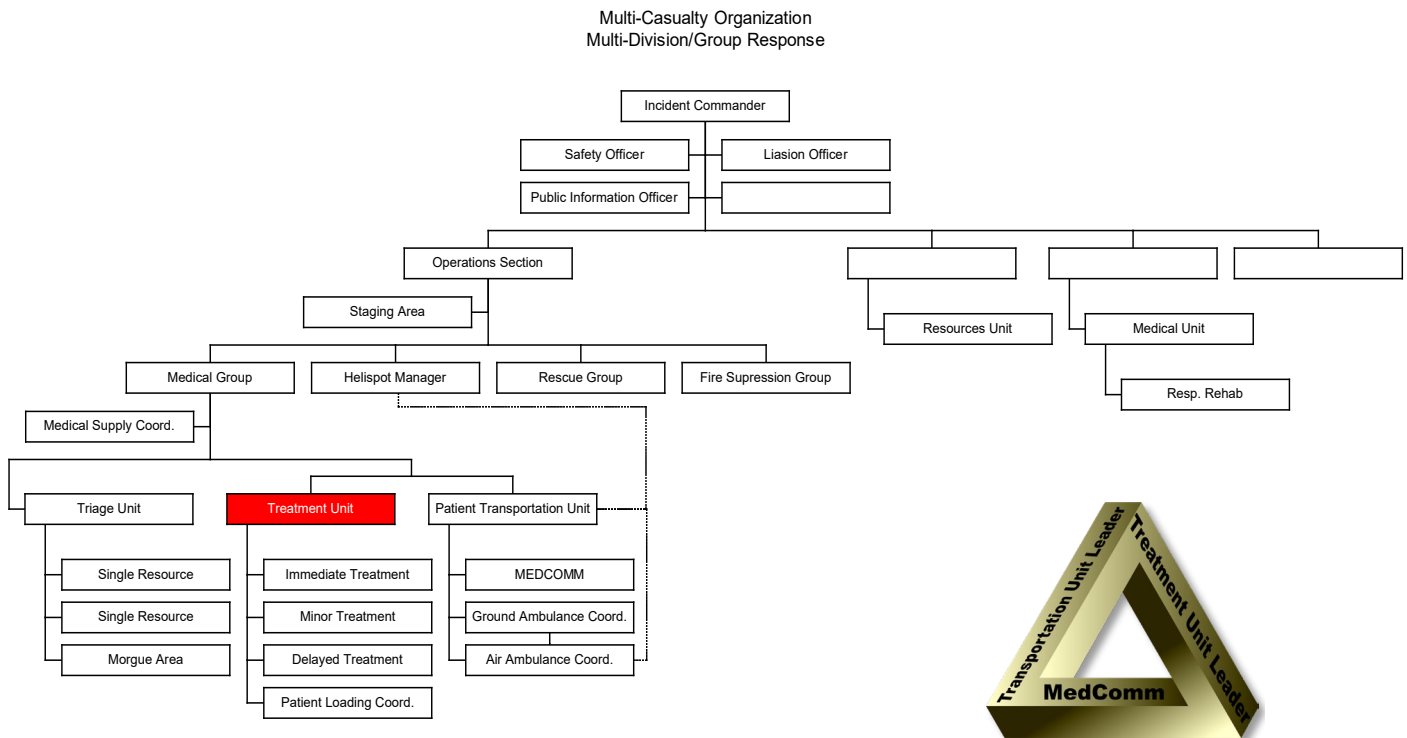 Multi-Casualty Organization
Multi-Division/Group Response
Incident Commander
Safety Officer
Liasion Officer
Public Information Officer
Operations Section
Staging Area
Resources Unit
Medical Unit
Medical Group
Helispot Manager
Rescue Group
Fire Supression Group
Resp. Rehab
Medical Supply Coord.
Triage Unit
Treatment Unit
Patient Transportation Unit
Single Resource
Immediate Treatment
MEDCOMM
Single Resource
Minor Treatment
Ground Ambulance Coord.
Morgue Area
Delayed Treatment
Air Ambulance Coord.
Patient Loading Coord.
Transportation Unit Leader
Treatment Unit Leader
MedComm